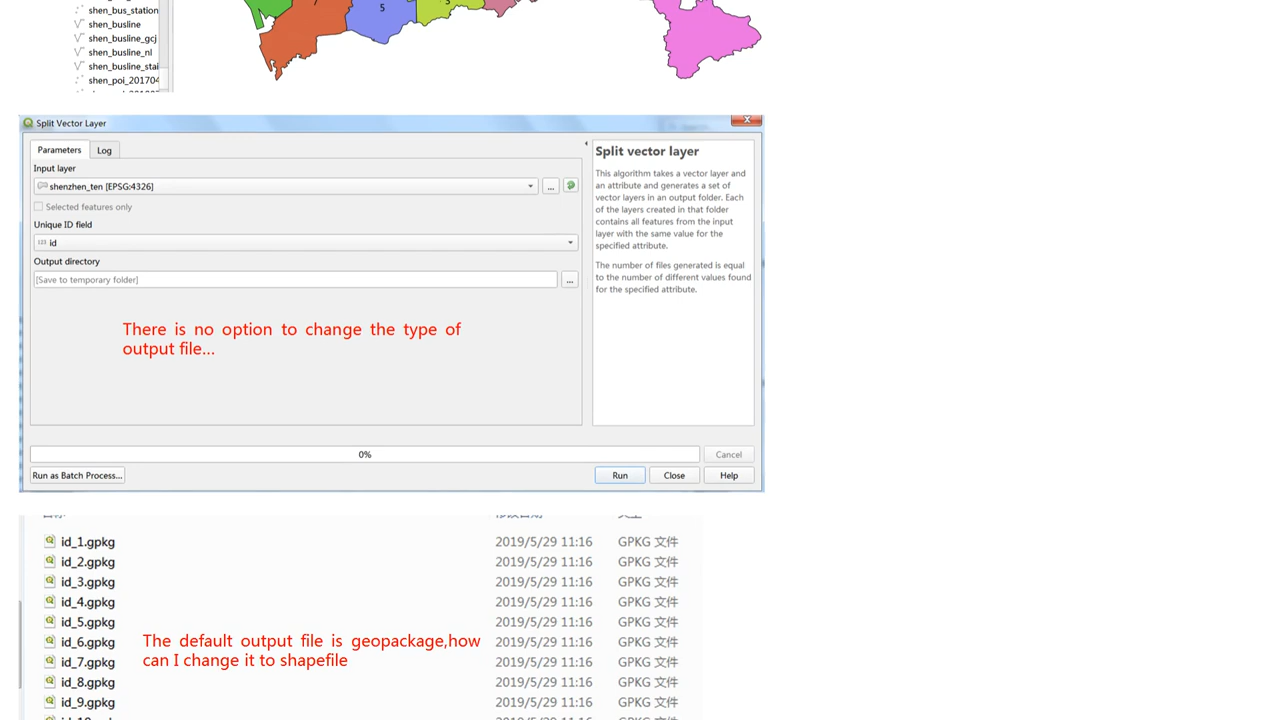 shen_bus_station
5
shen_busline
shen_busline_gcj
shen_busline_nl
shen_busline_stai
shen_poi_201704
Split Vector Layer
Parameters
Log
Split vector layer
Input layer
This algorithm takes a vector layer and
shenzhen_ten [EPSG:4326]
...
an attribute and generates a set of
vector layers in an output folder. Each
Selected features only
of the layers created in that folder
contains all features from the input
Unique ID field
layer with the same value for the
123 id
specified attribute.
Output directory
The number of files generated is equal
[Save to temporary folder]
...
to the number of different values found
for the specified attribute.
There is no option to change the type of
output file...
0%
Cancel
Run as Batch Process...
Run
Close
Help
id_1.gpkg 2019/5/29 11:16 GPKG 文件
id_2.gpkg 2019/5/29 11:16 GPKG 文件
id_3.gpkg 2019/5/29 11:16 GPKG 文件
id_4.gpkg 2019/5/29 11:16 GPKG 文件
id_5.gpkg 2019/5/29 11:16 GPKG 文件
id_6.gpkg 2019/5/29 11:16 GPKG 文件
The default output file is geopackage,how
can I change it to shapefile
id_7.gpkg 2019/5/29 11:16 GPKG 文件
id_8.gpkg 2019/5/29 11:16 GPKG 文件
id_9.gpkg 2019/5/29 11:16 GPKG 文件